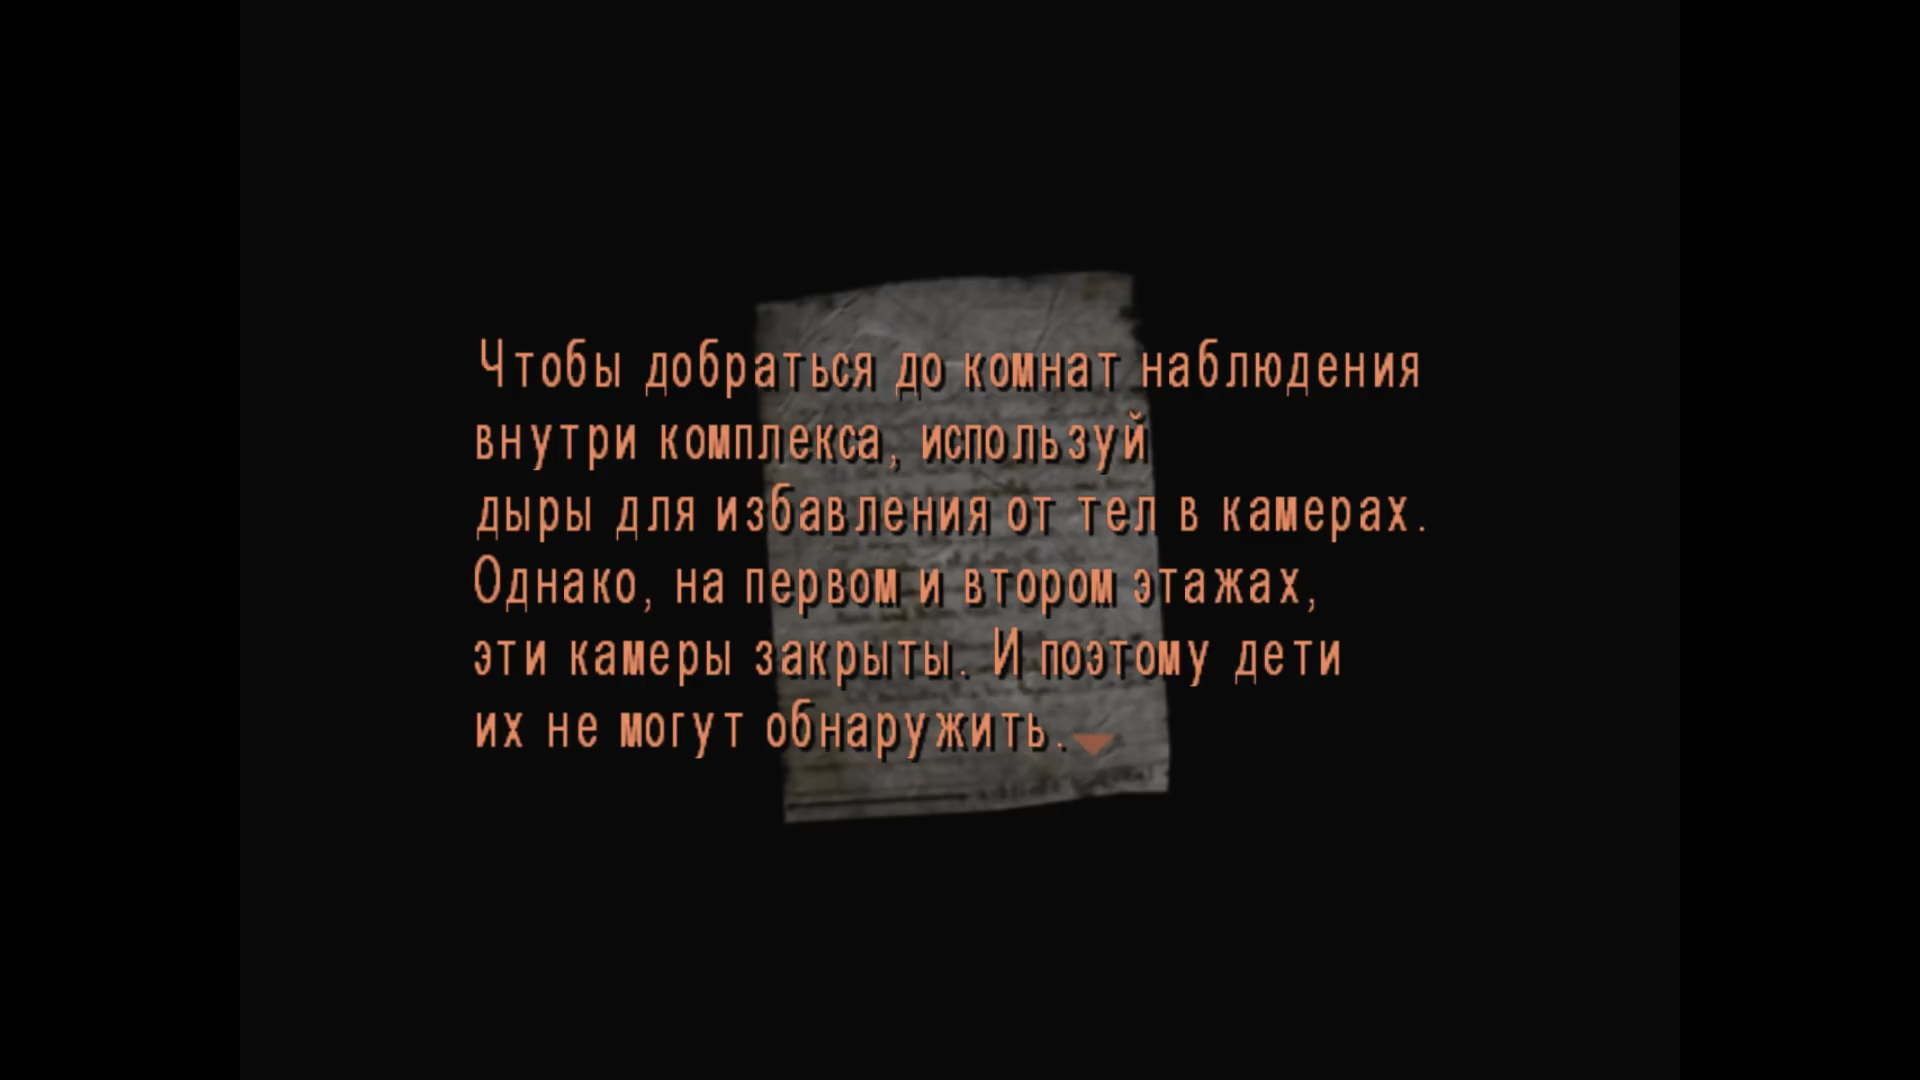 Чтобы добраться до комнат наблюдения
внутри комплекса, используй
дыры для избавления от тел в камерах.
Однако, на первом и втором этажах,
эти камеры закрыты. И поэтому дети
их не могут обнаружить.